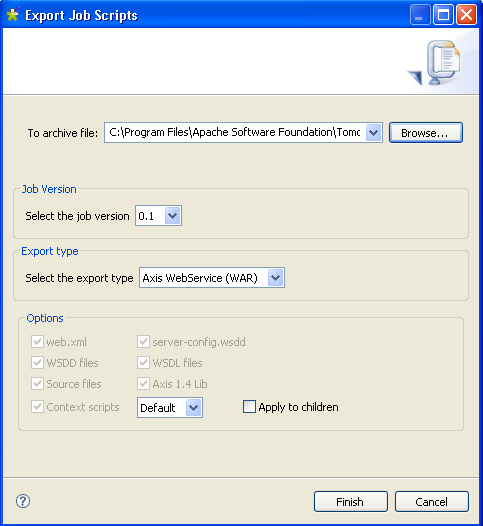 Export Job Scripts
To archive file: C:\Program Files\Apache Software Foundation\Tomc Browse...
Job Version
Select the job version 0.1
Export type
Select the export type Axis WebService (WAR)
Options
web.xml server-config.wsdd
WSDD files WSDL files
Source files Axis 1.4 Lib
Context scripts Default Apply to children
? Finish Cancel